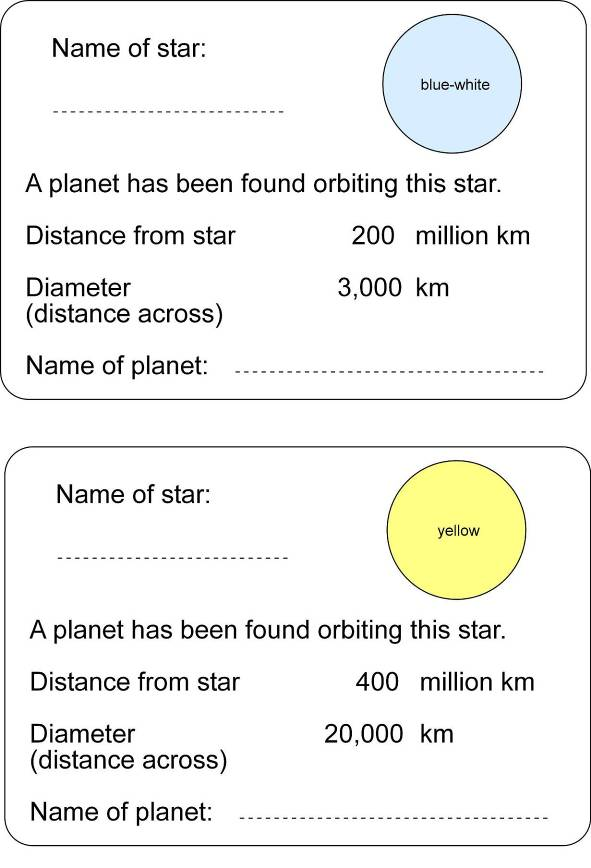 Name of star:
blue-white
A planet has been found orbiting this star.
Distance from star 200 million km
Diameter 3,000 km
(distance across)
Name of planet:
Name of star:
yellow
A planet has been found orbiting this star.
Distance from star 400 million km
Diameter 20,000 km
(distance across)
Name of planet: